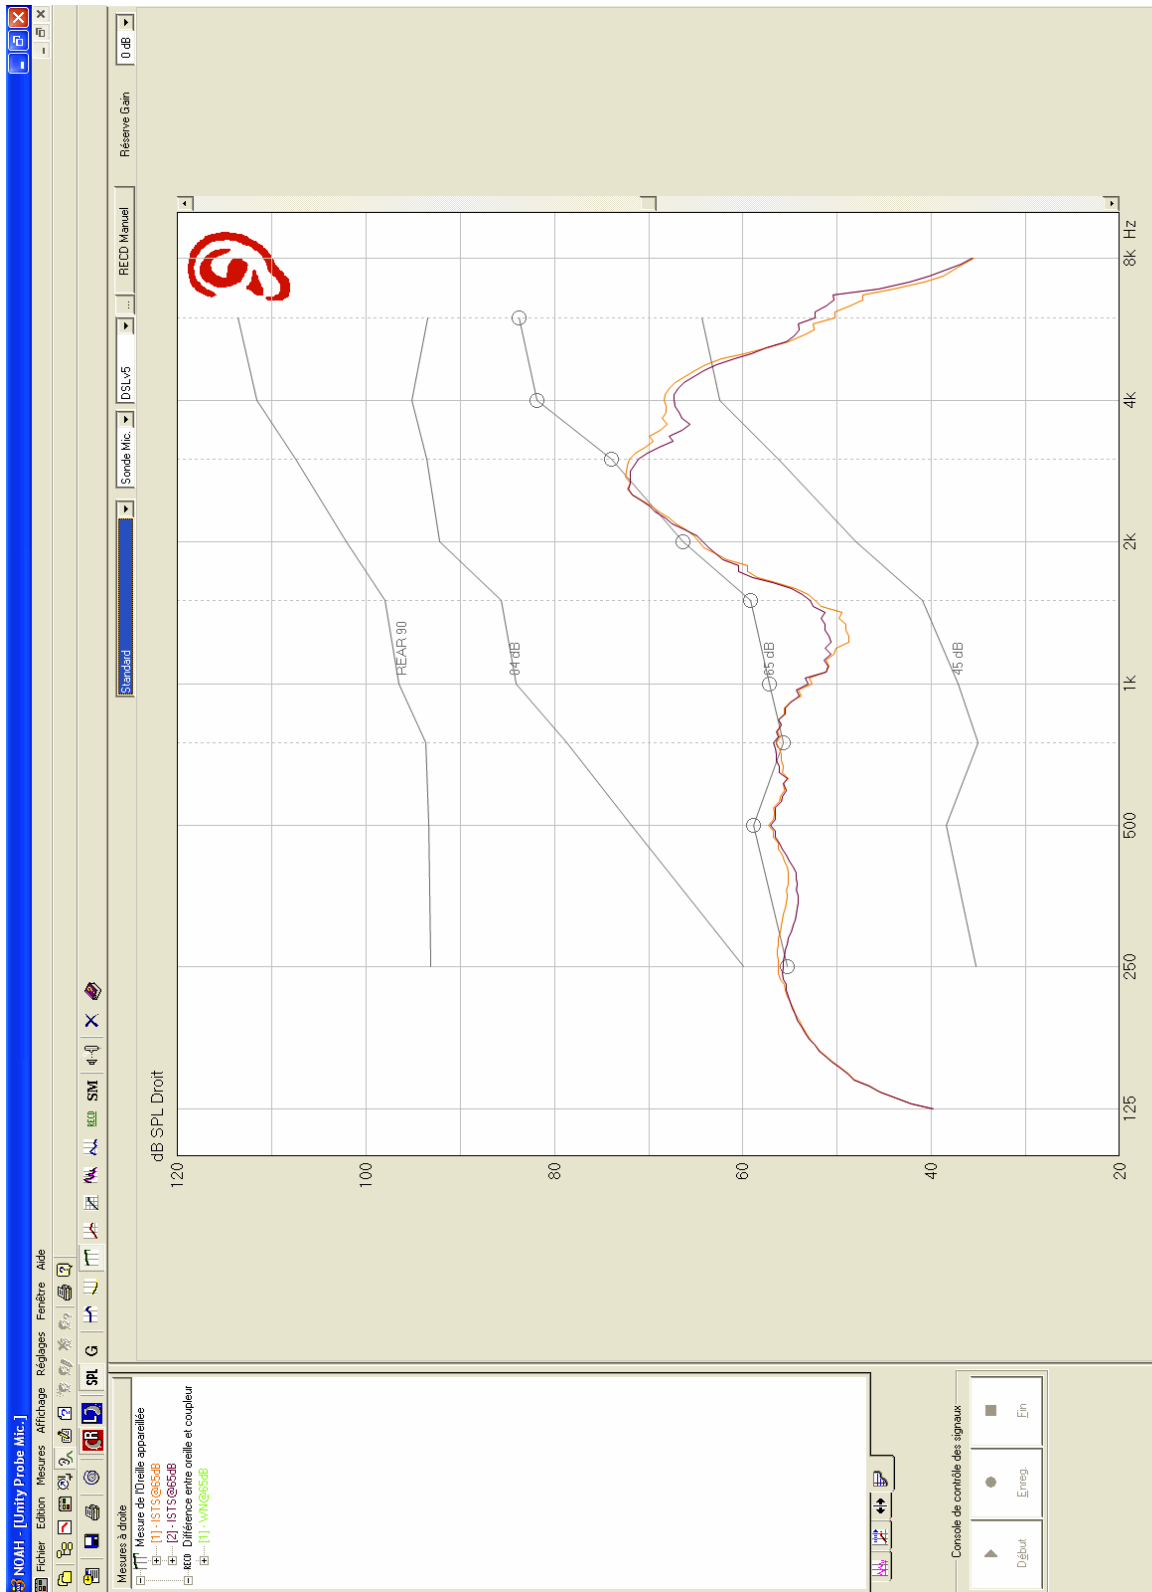 NOAH - [Unity Probe Mic.]
Fichier Edition Mesures Affichage Réglages Fenêtre Aide
SPL G RECD SM
Standard Sonde Mic. DSLv5 ... RECD Manuel Réserve Gain 0 dB
Mesures à droite
Mesure de l'Oreille appareillée
[1] - ISTS@65dB
[2] - ISTS@65dB
RECD Différence entre oreille et coupleur
[1] - WN@65dB
Console de contrôle des signaux
Début Enreg. Fin
dB SPL Droit
120
100
80
60
40
20
REAR 90
84 dB
65 dB
45 dB
125 250 500 1k 2k 4k 8k Hz